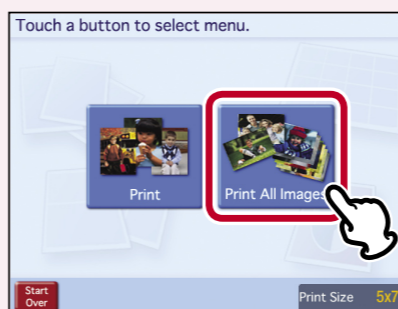 Touch a button to select menu.
Print
Print All Images
Start
Over
Print Size 5x7